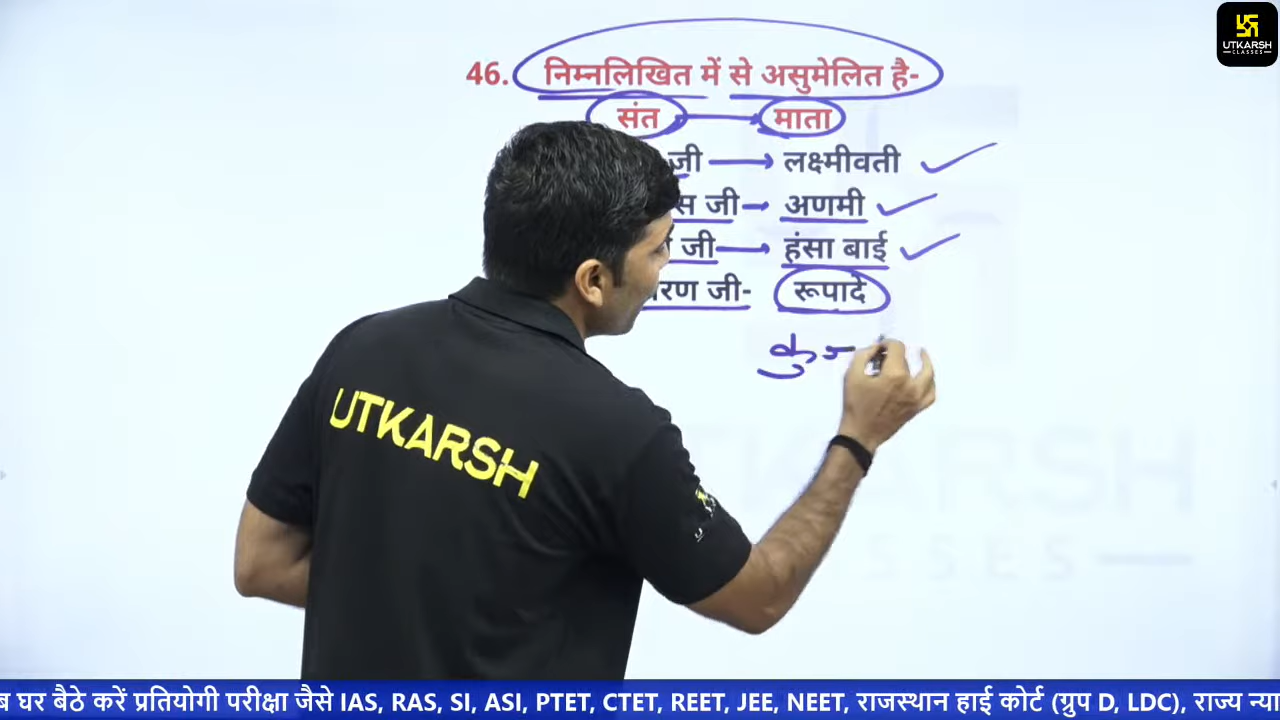 UTKARSH
CLASSES
46. निम्नलिखित में से असुमेलित है-
संत माता
जी लक्ष्मीवती
जी अणमी
जी हंसा बाई
जी- रूपादे
UTKARSH
घर बैठे करें प्रतियोगी परीक्षा जैसे IAS, RAS, SI, ASI, PTET, CTET, REET, JEE, NEET, राजस्थान हाई कोर्ट (ग्रुप D, LDC), राज्य